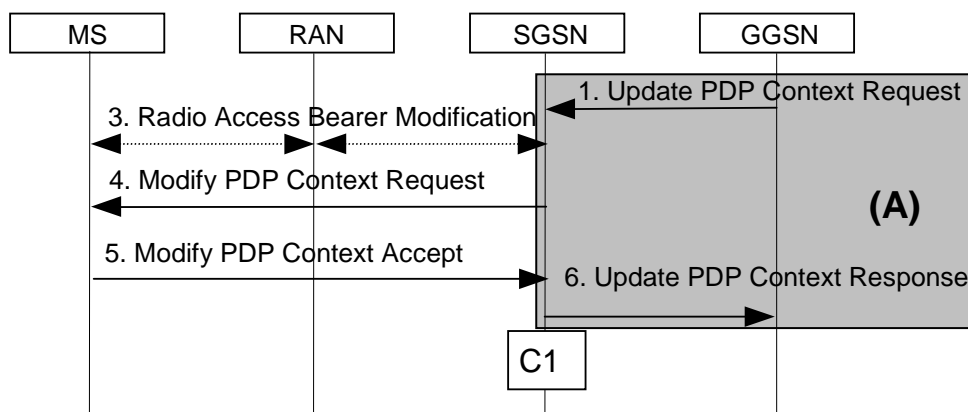 MS
RAN
SGSN
GGSN
1. Update PDP Context Request
3. Radio Access Bearer Modification
4. Modify PDP Context Request
(A)
5. Modify PDP Context Accept
6. Update PDP Context Response
C1